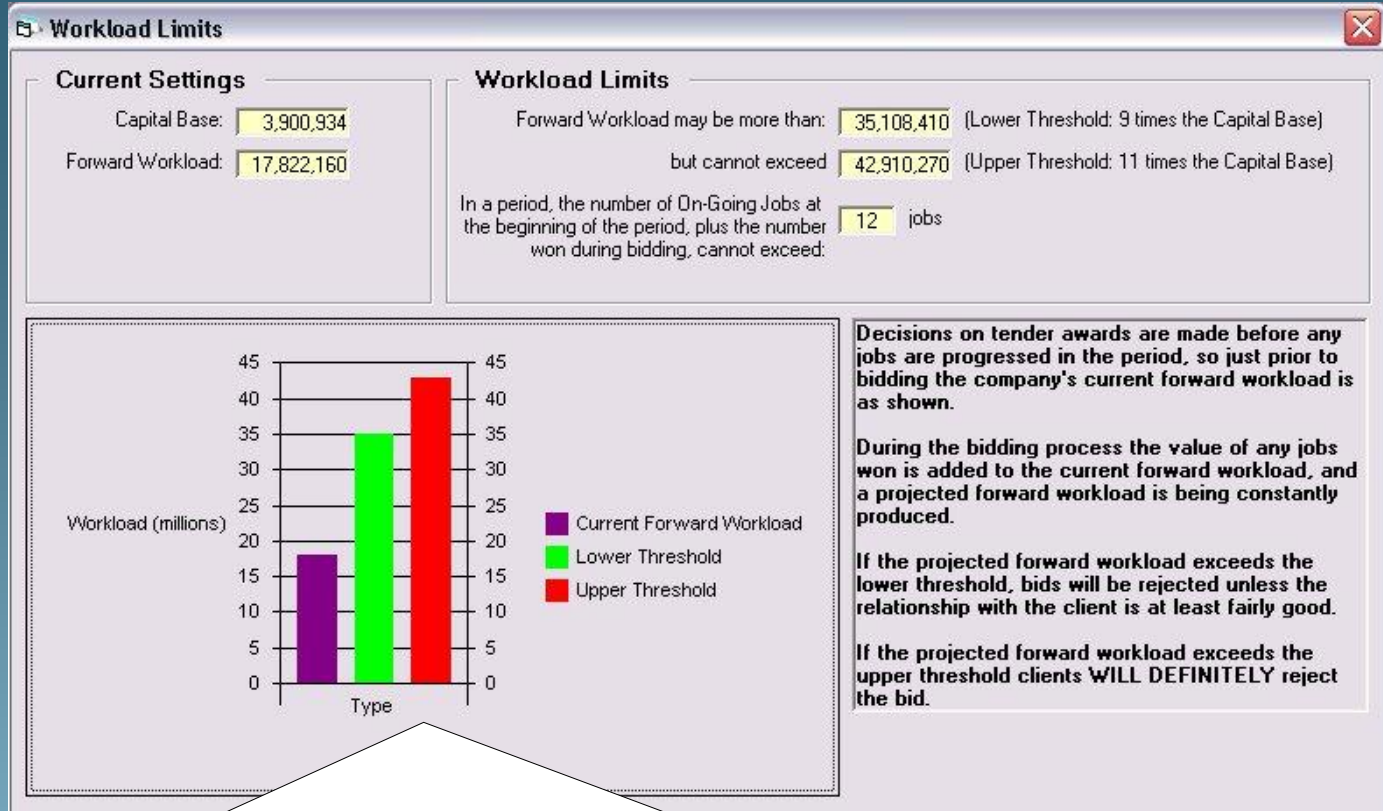 Workload Limits
Current Settings
Capital Base: 3,900,934
Forward Workload: 17,822,160
Workload Limits
Forward Workload may be more than: 35,108,410 (Lower Threshold: 9 times the Capital Base)
but cannot exceed 42,910,270 (Upper Threshold: 11 times the Capital Base)
In a period, the number of On-Going Jobs at
the beginning of the period, plus the number
won during bidding, cannot exceed:
12 jobs
45 45
40 40
35 35
30 30
25 25
20 20
15 15
10 10
5 5
0 0
Workload (millions)
Type
Current Forward Workload
Lower Threshold
Upper Threshold
Decisions on tender awards are made before any
jobs are progressed in the period, so just prior to
bidding the company's current forward workload is
as shown.
During the bidding process the value of any jobs
won is added to the current forward workload, and
a projected forward workload is being constantly
produced.
If the projected forward workload exceeds the
lower threshold, bids will be rejected unless the
relationship with the client is at least fairly good.
If the projected forward workload exceeds the
upper threshold clients WILL DEFINITELY reject
the bid.